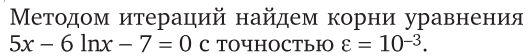 Методом итераций найдем корни уравнения
5x – 6 lnx – 7 = 0 с точностью ε = 10⁻³.